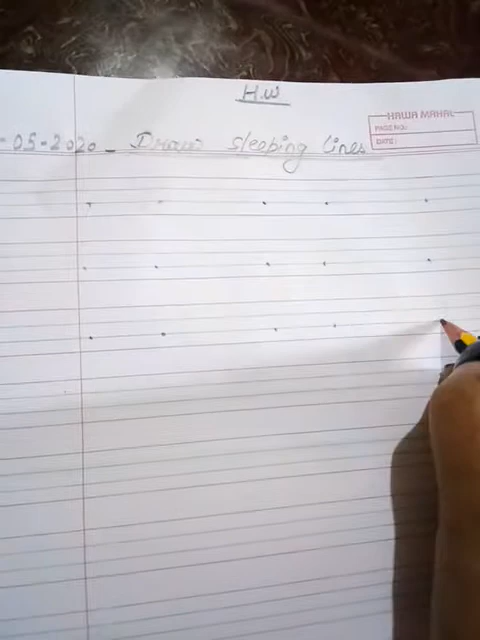 H.W
HAWA MAHAL
PAGE NO.:
DATE:
-05-2020 - Draw sleeping lines.